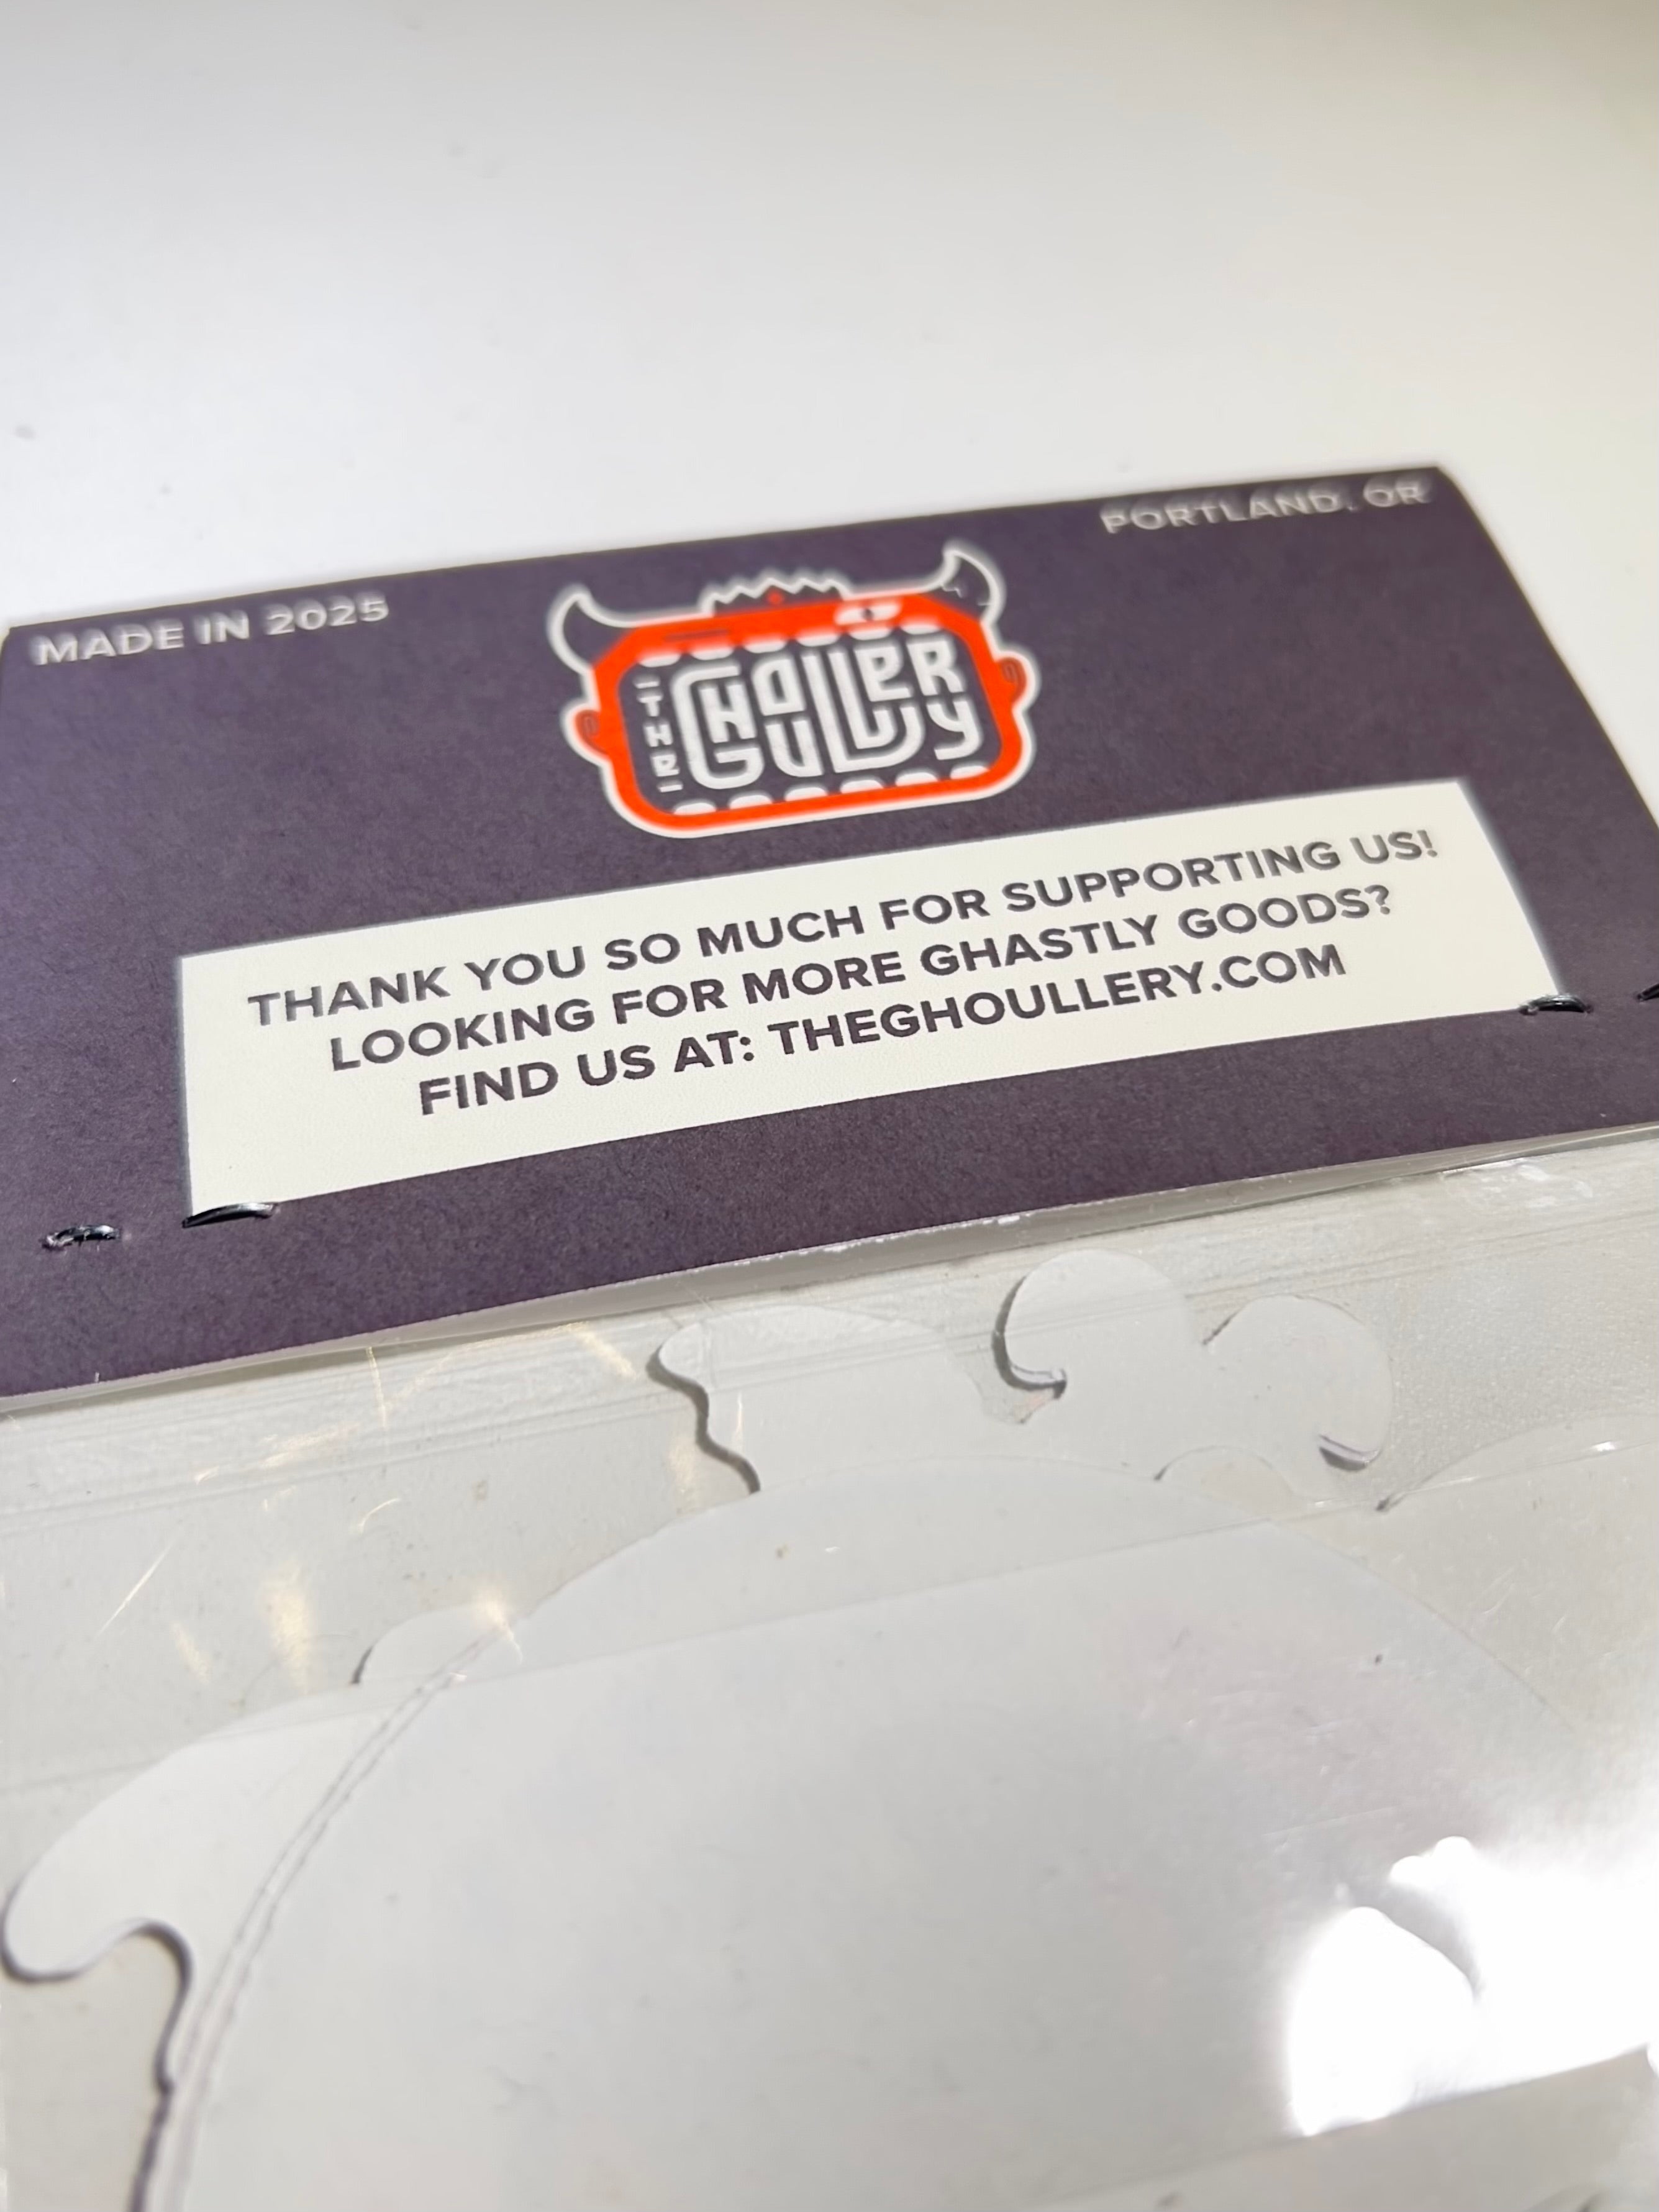 MADE IN 2025
PORTLAND, OR
THE
GHOULLERY
THANK YOU SO MUCH FOR SUPPORTING US!
LOOKING FOR MORE GHASTLY GOODS?
FIND US AT: THEGHOULLERY.COM